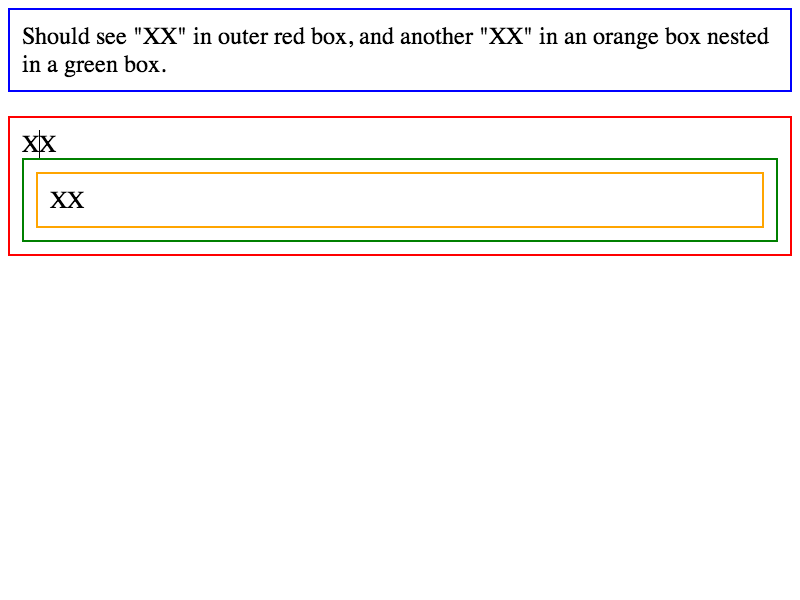 Should see "XX" in outer red box, and another "XX" in an orange box nested
in a green box.
XX
XX